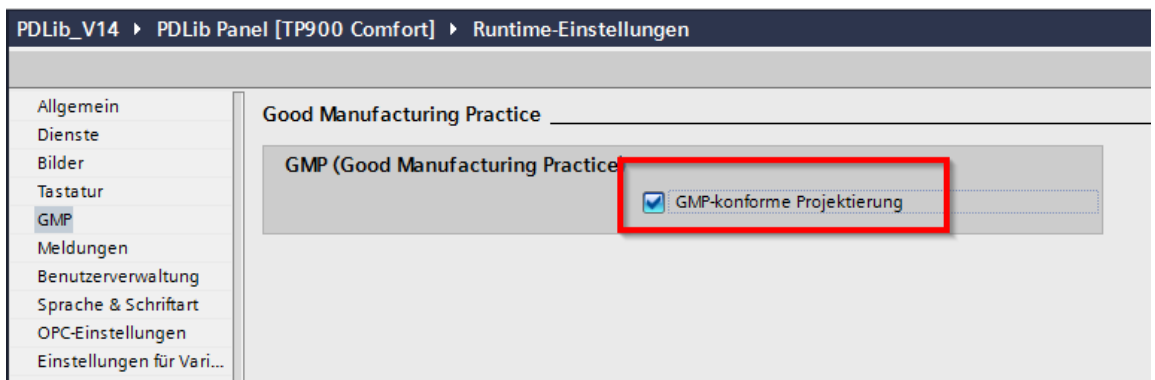 PDLib_V14 ▸ PDLib Panel [TP900 Comfort] ▸ Runtime-Einstellungen
Allgemein
Dienste
Bilder
Tastatur
GMP
Meldungen
Benutzerverwaltung
Sprache & Schriftart
OPC-Einstellungen
Einstellungen für Vari...
Good Manufacturing Practice
GMP (Good Manufacturing Practice)
GMP-konforme Projektierung